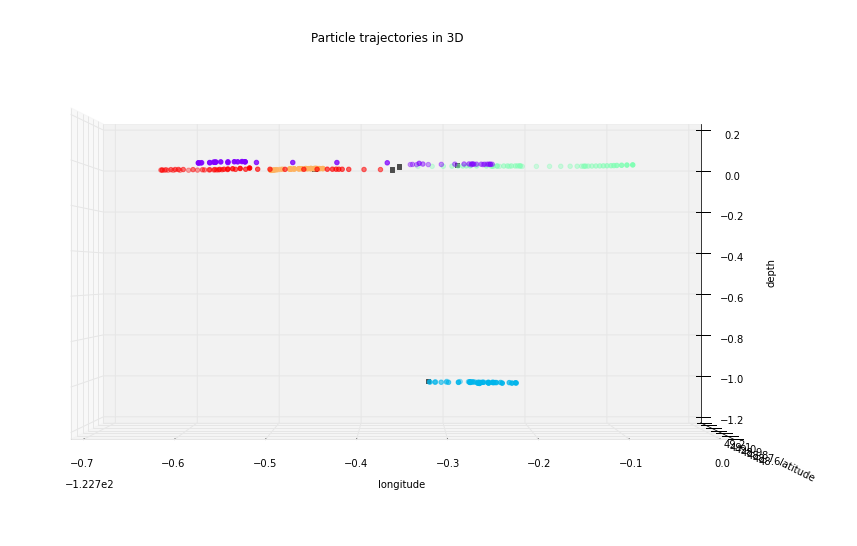 Particle trajectories in 3D
0.2
0.0
−0.2
−0.4
−0.6
−0.8
−1.0
−1.2
depth
−0.7 −0.6 −0.5 −0.4 −0.3 −0.2 −0.1 0.0
−1.227e2
longitude
latitude